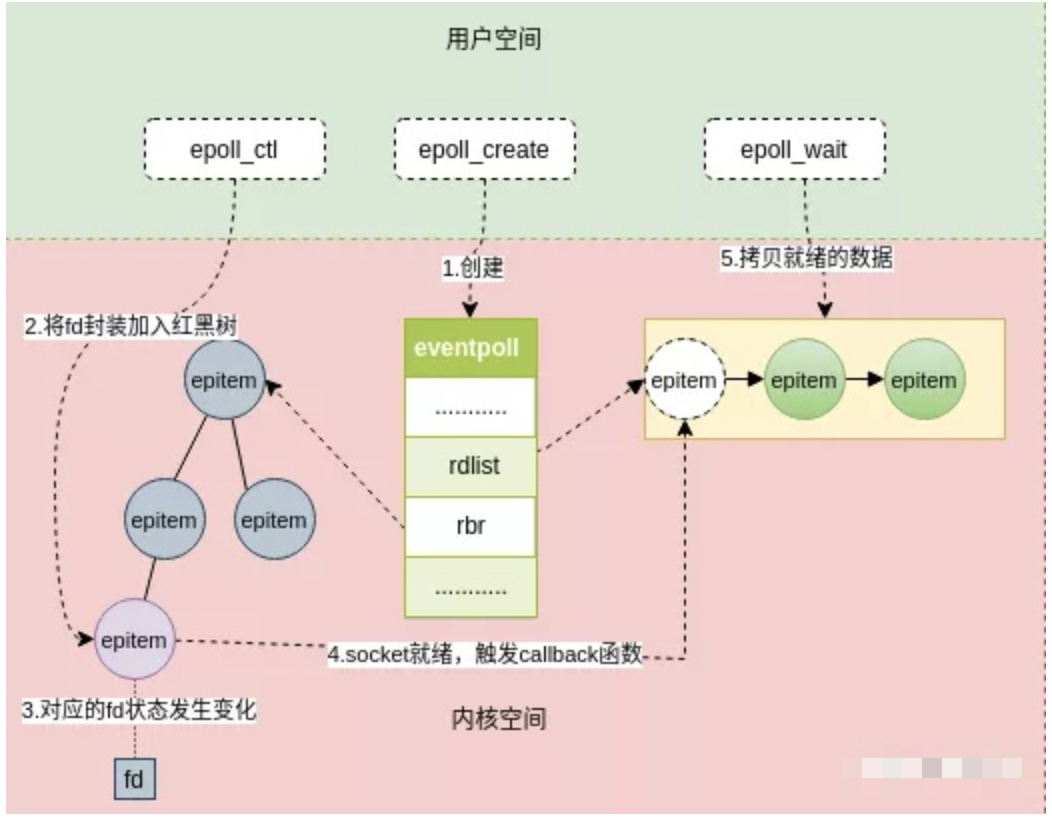 用户空间
epoll_ctl
epoll_create
epoll_wait
1.创建
5.拷贝就绪的数据
2.将fd封装加入红黑树
eventpoll
epitem
epitem
epitem
epitem
...........
rdlist
epitem
epitem
rbr
...........
epitem
4.socket就绪，触发callback函数
3.对应的fd状态发生变化
内核空间
fd